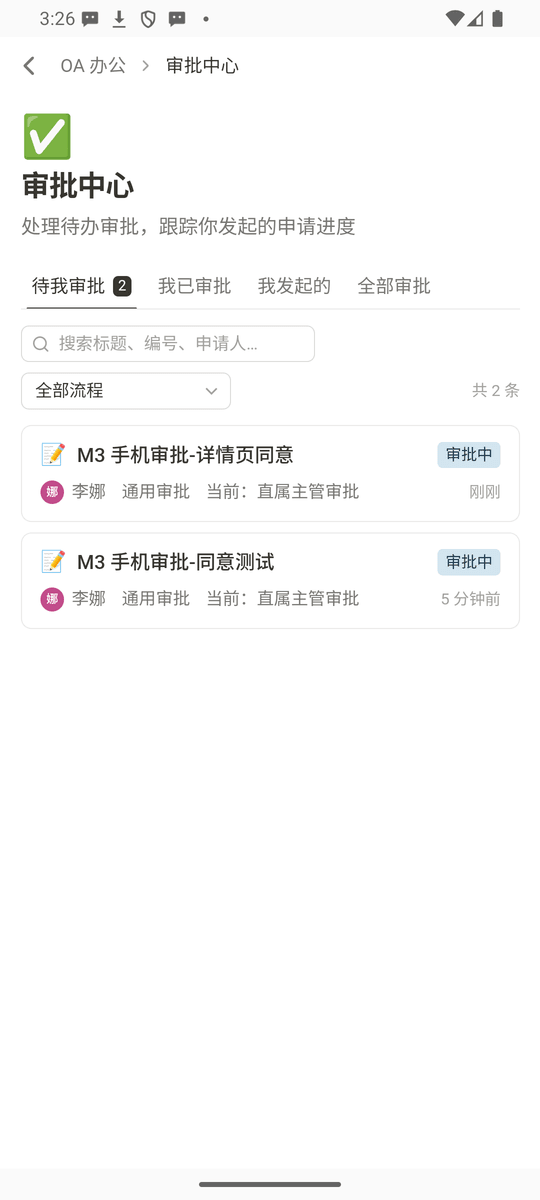 3:26
OA 办公 > 审批中心
审批中心
处理待办审批，跟踪你发起的申请进度
待我审批 2 我已审批 我发起的 全部审批
搜索标题、编号、申请人...
全部流程 共 2 条
M3 手机审批-详情页同意 审批中
娜 李娜 通用审批 当前：直属主管审批 刚刚
M3 手机审批-同意测试 审批中
娜 李娜 通用审批 当前：直属主管审批 5 分钟前